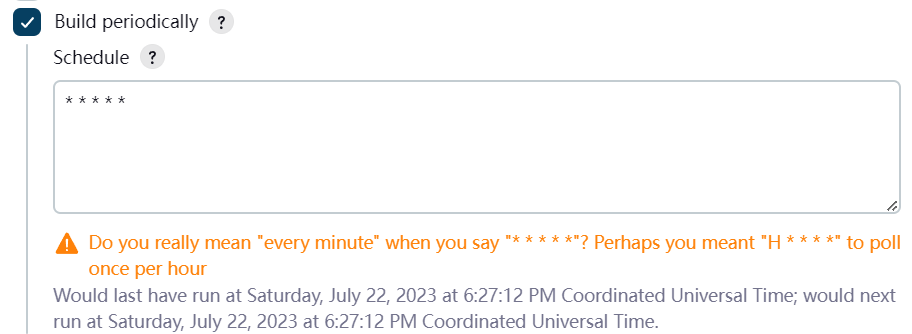 Build periodically ?
Schedule ?
* * * * *
Do you really mean "every minute" when you say "* * * * *"? Perhaps you meant "H * * * *" to poll
once per hour
Would last have run at Saturday, July 22, 2023 at 6:27:12 PM Coordinated Universal Time; would next
run at Saturday, July 22, 2023 at 6:27:12 PM Coordinated Universal Time.